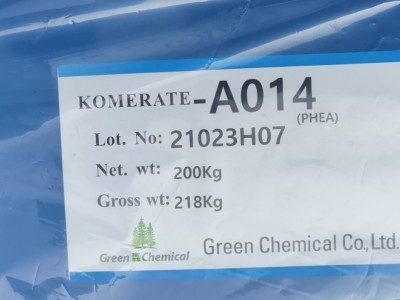 KOMERATE-A014
(PHEA)
Lot. No: 21023H07
Net. wt: 200Kg
Gross wt: 218Kg
Green Chemical
Green Chemical Co., Ltd.